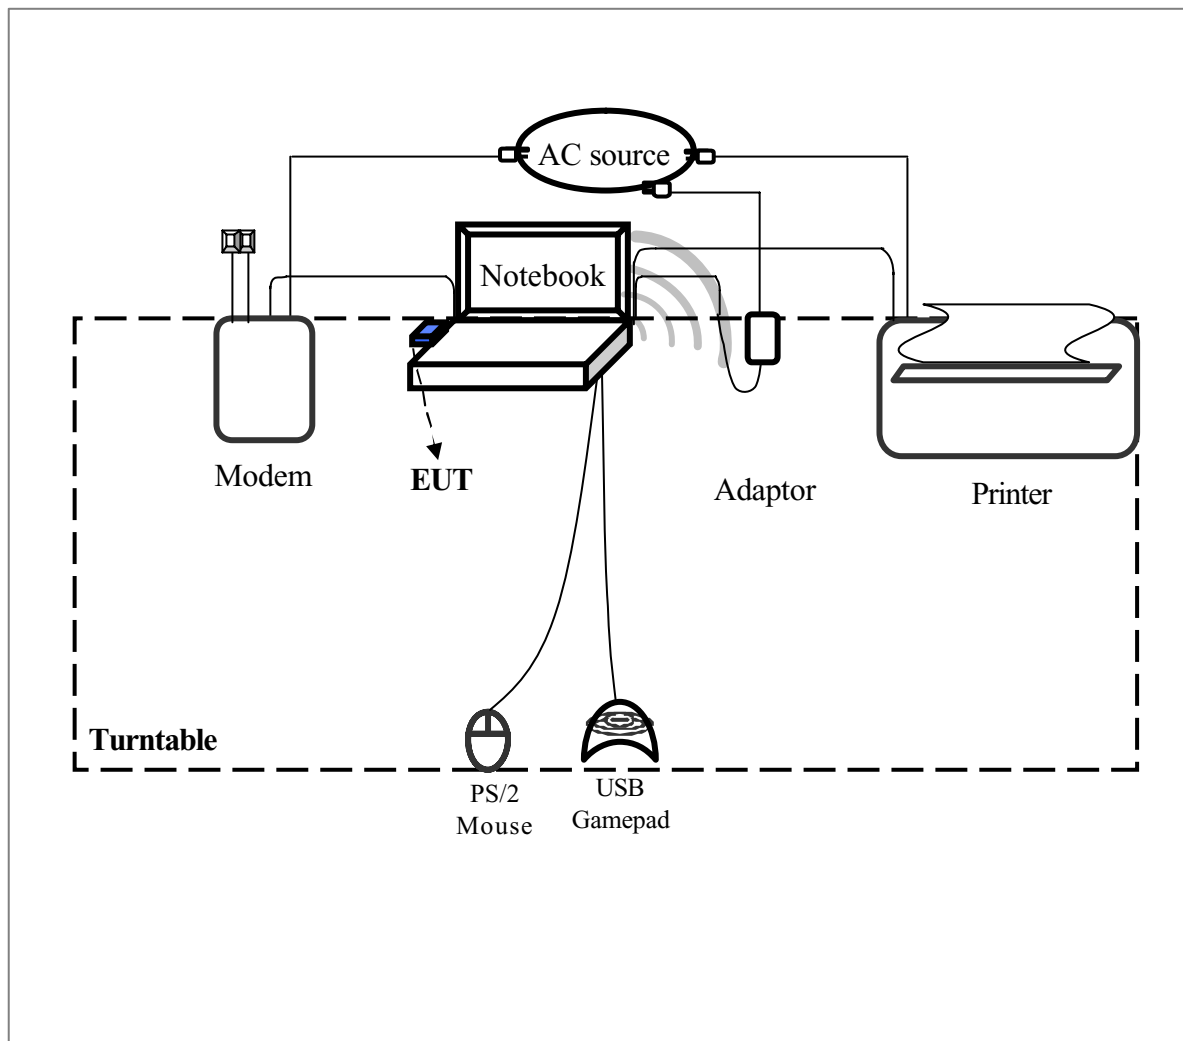 AC source
Notebook
Modem
EUT
Adaptor
Printer
Turntable
PS/2
Mouse
USB
Gamepad